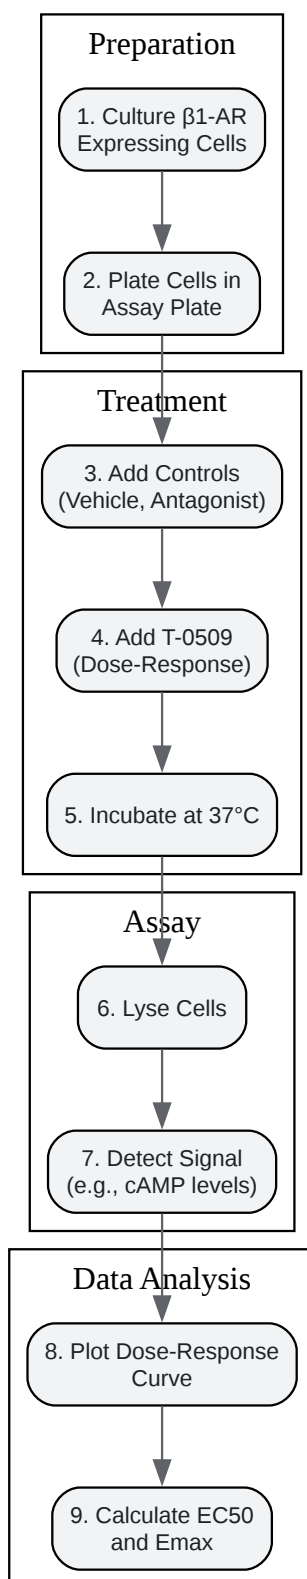 Preparation
1. Culture β1-AR
Expressing Cells
2. Plate Cells in
Assay Plate
Treatment
3. Add Controls
(Vehicle, Antagonist)
4. Add T-0509
(Dose-Response)
5. Incubate at 37°C
Assay
6. Lyse Cells
7. Detect Signal
(e.g., cAMP levels)
Data Analysis
8. Plot Dose-Response
Curve
9. Calculate EC50
and Emax